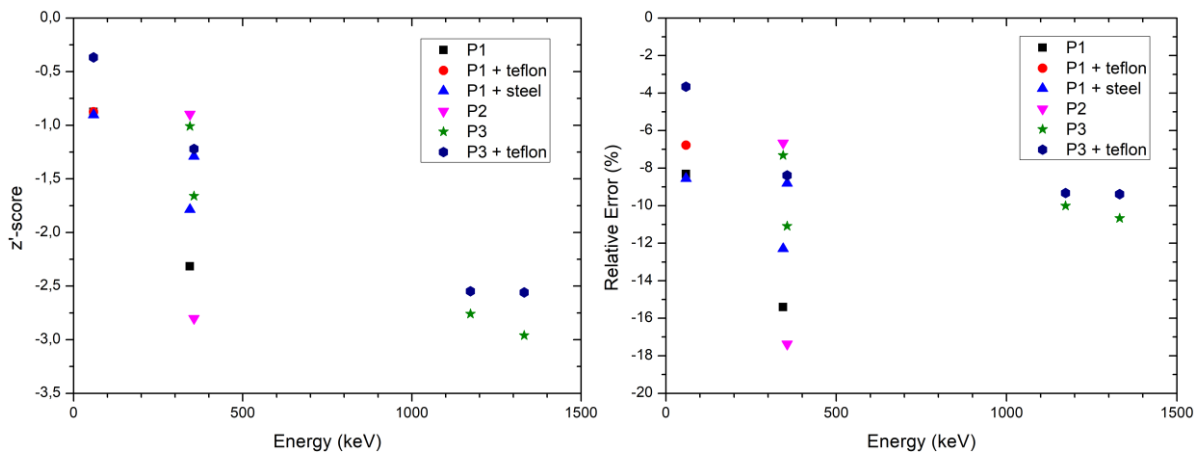 0,0
-0,5
-1,0
-1,5
-2,0
-2,5
-3,0
-3,5
z'-score
0
500
1000
1500
Energy (keV)
P1
P1 + teflon
P1 + steel
P2
P3
P3 + teflon
0
-2
-4
-6
-8
-10
-12
-14
-16
-18
-20
Relative Error (%)
0
500
1000
1500
Energy (keV)
P1
P1 + teflon
P1 + steel
P2
P3
P3 + teflon